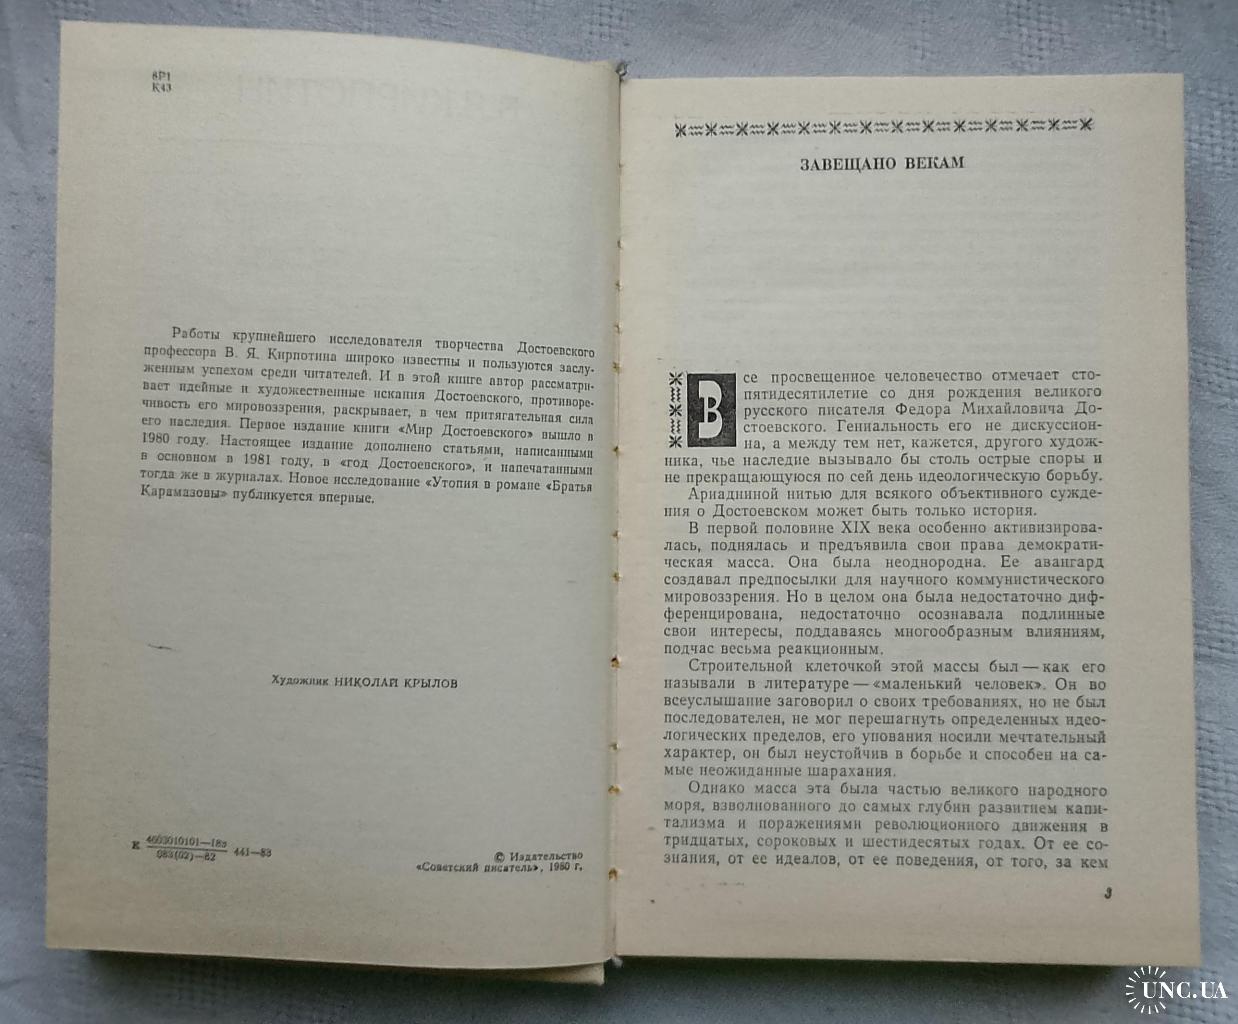 8Р1
К43
Работы крупнейшего исследователя творчества Достоевского
профессора В. Я. Кирпотина широко известны и пользуются заслу-
женным успехом среди читателей. И в этой книге автор рассматри-
вает идейные и художественные искания Достоевского, противоре-
чивость его мировоззрения, раскрывает, в чем притягательная сила
его наследия. Первое издание книги «Мир Достоевского» вышло в
1980 году. Настоящее издание дополнено статьями, написанными
в основном в 1981 году, в «год Достоевского», и напечатанными
тогда же в журналах. Новое исследование «Утопия в романе «Братья
Карамазовы» публикуется впервые.
Художник НИКОЛАЙ КРЫЛОВ
К 4603010101—183
083(02)—82 441—83
© Издательство
«Советский писатель», 1980 г.
ЗАВЕЩАНО ВЕКАМ
Все просвещенное человечество отмечает сто-
пятидесятилетие со дня рождения великого
русского писателя Федора Михайловича До-
стоевского. Гениальность его не дискуссион-
на, а между тем нет, кажется, другого худож-
ника, чье наследие вызывало бы столь острые споры и
не прекращающуюся по сей день идеологическую борьбу.
Ариадниной нитью для всякого объективного сужде-
ния о Достоевском может быть только история.
В первой половине XIX века особенно активизирова-
лась, поднялась и предъявила свои права демократи-
ческая масса. Она была неоднородна. Ее авангард
создавал предпосылки для научного коммунистического
мировоззрения. Но в целом она была недостаточно диф-
ференцирована, недостаточно осознавала подлинные
свои интересы, поддаваясь многообразным влияниям,
подчас весьма реакционным.
Строительной клеточкой этой массы был — как его
называли в литературе — «маленький человек». Он во
всеуслышание заговорил о своих требованиях, но не был
последователен, не мог перешагнуть определенных идео-
логических пределов, его упования носили мечтательный
характер, он был неустойчив в борьбе и способен на са-
мые неожиданные шарахания.
Однако масса эта была частью великого народного
моря, взволнованного до самых глубин развитием капи-
тализма и поражениями революционного движения в
тридцатых, сороковых и шестидесятых годах. От ее со-
знания, от ее идеалов, от ее поведения, от того, за кем
3
UNC.UA